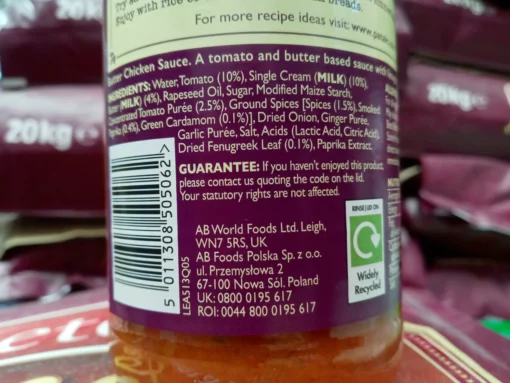 Enjoy with rice or
breads.
For more recipe ideas visit: www.pata
Butter Chicken Sauce. A tomato and butter based sauce with
INGREDIENTS: Water, Tomato (10%), Single Cream (MILK) (10%),
(MILK) (4%), Rapeseed Oil, Sugar, Modified Maize Starch,
Concentrated Tomato Purée (2.5%), Ground Spices [Spices (1.5%), Smoked
Paprika (0.4%), Green Cardamom (0.1%)], Dried Onion, Ginger Purée,
Garlic Purée, Salt, Acids (Lactic Acid, Citric Acid),
Dried Fenugreek Leaf (0.1%), Paprika Extract.
GUARANTEE: If you haven't enjoyed this product,
please contact us quoting the code on the lid.
Your statutory rights are not affected.
AB World Foods Ltd. Leigh,
WN7 5RS, UK
AB Foods Polska Sp. z o.o.
ul. Przemysłowa 2
67-100 Nowa Sól. Poland
UK: 0800 0195 617
ROI: 0044 800 0195 617
5 011308 505062 >
LEA513Q05
RINSE | LID ON
Widely
Recycled
20kg e
20kg